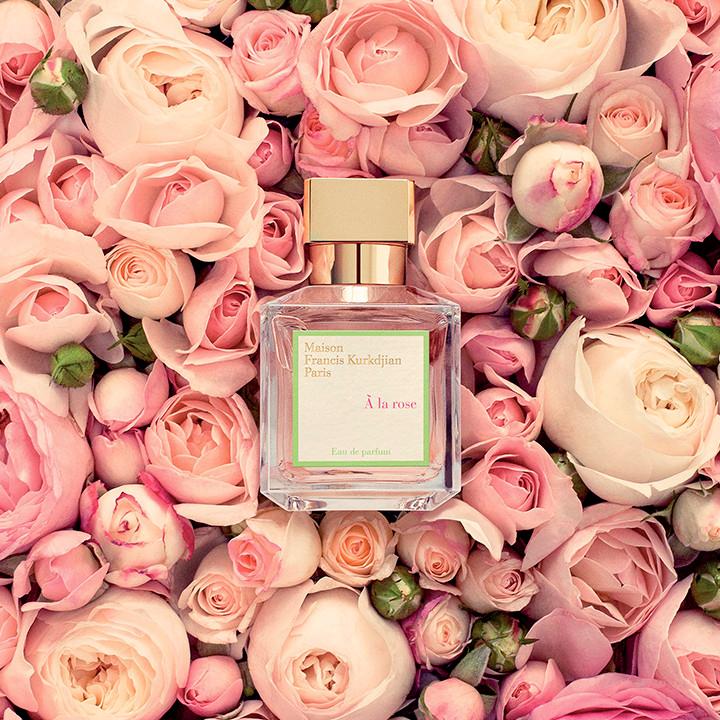 Maison
Francis Kurkdjian
Paris
À la rose
Eau de parfum